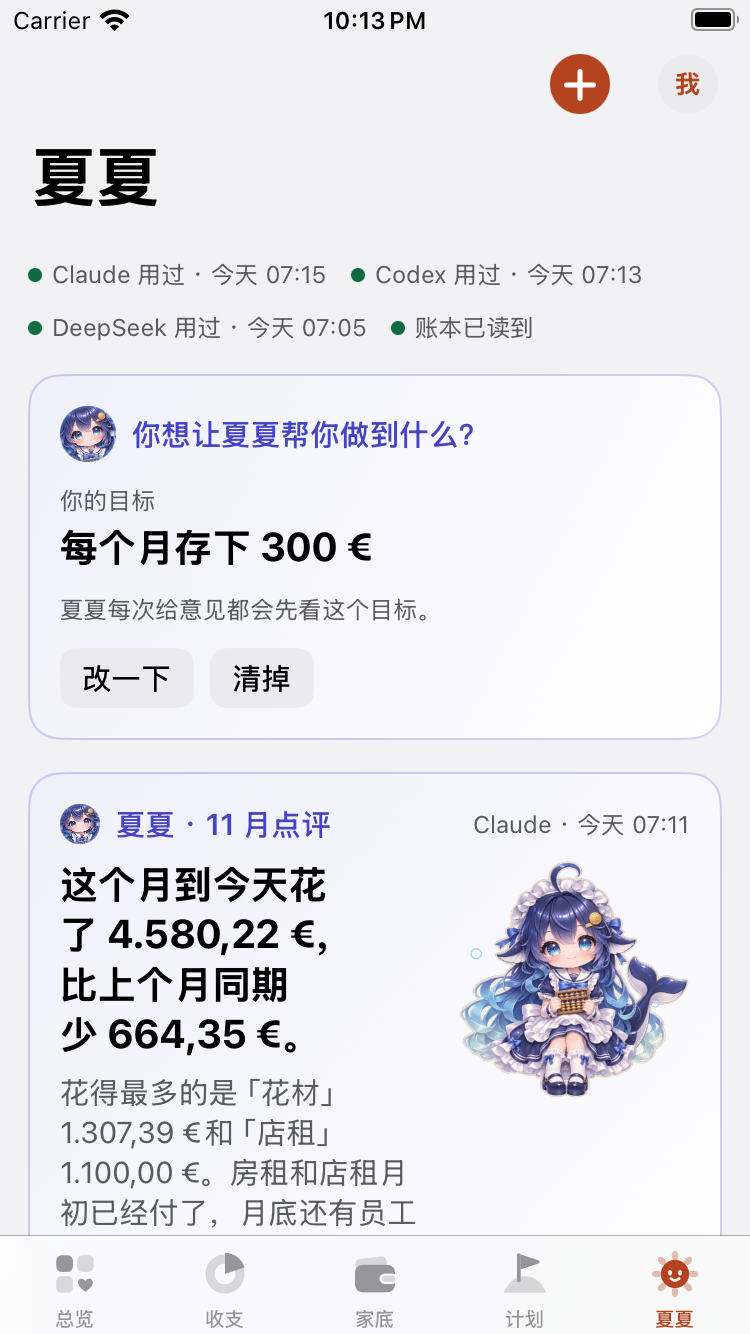 Carrier 10:13 PM
我
夏夏
Claude 用过 · 今天 07:15 Codex 用过 · 今天 07:13
DeepSeek 用过 · 今天 07:05 账本已读到
你想让夏夏帮你做到什么?
你的目标
每个月存下 300 €
夏夏每次给意见都会先看这个目标。
改一下 清掉
夏夏 · 11 月点评 Claude · 今天 07:11
这个月到今天花
了 4.580,22 €,
比上个月同期
少 664,35 €。
花得最多的是「花材」
1.307,39 €和「店租」
1.100,00 €。房租和店租月
初已经付了，月底还有员工
总览 收支 家底 计划 夏夏